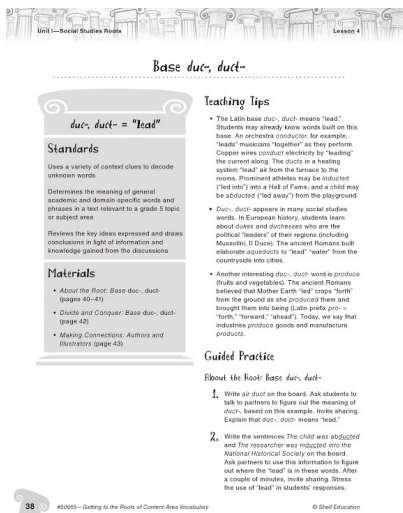 Unit I—Social Studies Roots
Lesson 4
Base duc-, duct-
duc-, duct- = "lead"
Standards
Uses a variety of context clues to decode
unknown words
Determines the meaning of general
academic and domain-specific words and
phrases in a text relevant to a grade 5 topic
or subject area
Reviews the key ideas expressed and draws
conclusions in light of information and
knowledge gained from the discussions
Materials
• About the Root: Base duc-, duct-
(pages 40–41)
• Divide and Conquer: Base duc-, duct-
(page 42)
• Making Connections: Authors and
Illustrators (page 43)
Teaching Tips
• The Latin base duc-, duct- means "lead."
Students may already know words built on this
base. An orchestra conductor, for example,
"leads" musicians "together" as they perform.
Copper wires conduct electricity by "leading"
the current along. The ducts in a heating
system "lead" air from the furnace to the
rooms. Prominent athletes may be inducted
("led into") into a Hall of Fame, and a child may
be abducted ("led away") from the playground.
• Duc-, duct- appears in many social studies
words. In European history, students learn
about dukes and duchesses who are the
political "leaders" of their regions (including
Mussolini, Il Duce). The ancient Romans built
elaborate aqueducts to "lead" "water" from the
countryside into cities.
• Another interesting duc-, duct- word is produce
(fruits and vegetables). The ancient Romans
believed that Mother Earth "led" crops "forth"
from the ground as she produced them and
brought them into being (Latin prefix pro- =
"forth," "forward," "ahead"). Today, we say that
industries produce goods and manufacture
products.
Guided Practice
About the Root: Base duc-, duct-
1. Write air duct on the board. Ask students to
talk to partners to figure out the meaning of
duct-, based on this example. Invite sharing.
Explain that duc-, duct- means "lead."
2. Write the sentences The child was abducted
and The researcher was inducted into the
National Historical Society on the board.
Ask partners to use this information to figure
out where the "lead" is in these words. After
a couple of minutes, invite sharing. Stress
the use of "lead" in students' responses.
38
#50865—Getting to the Roots of Content-Area Vocabulary
© Shell Education